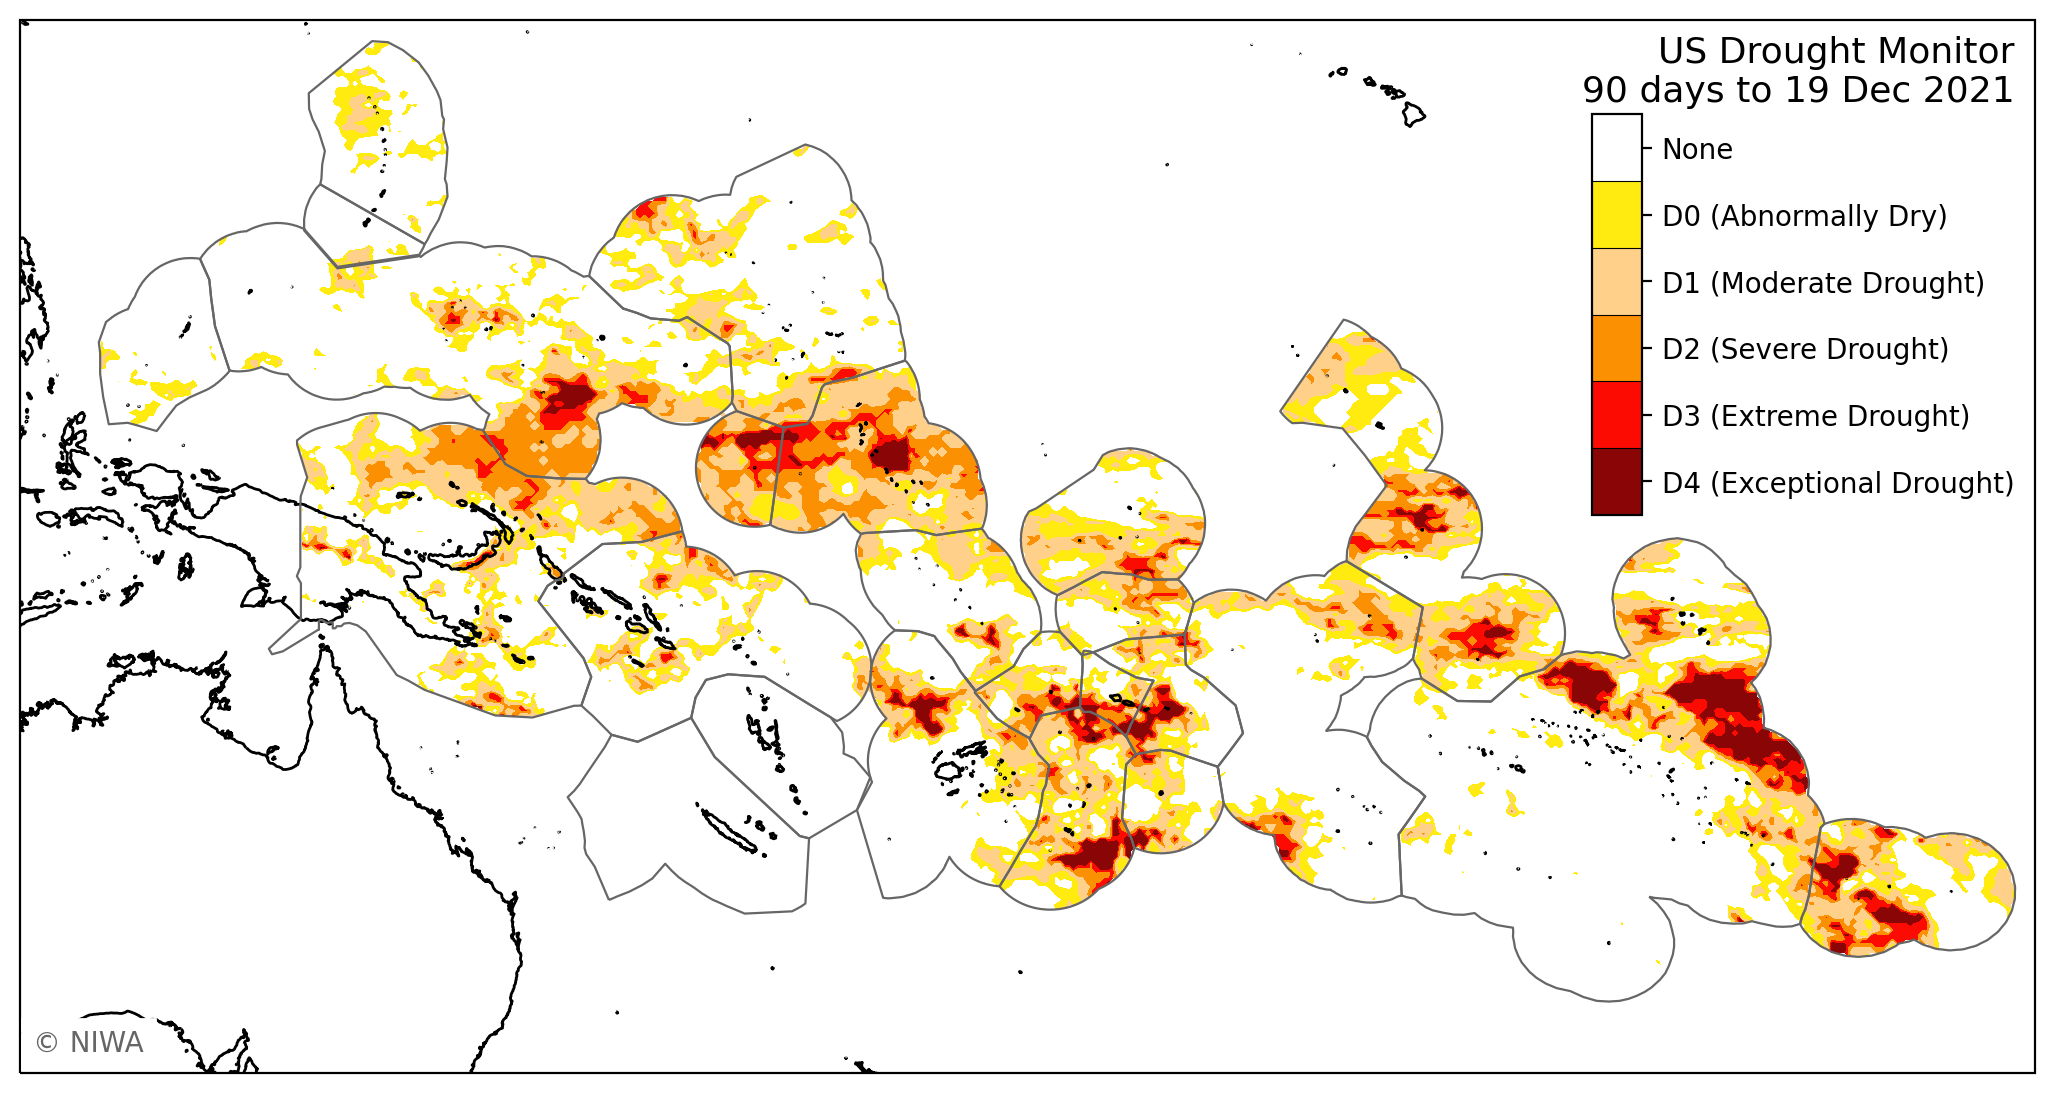 US Drought Monitor
90 days to 19 Dec 2021
None
D0 (Abnormally Dry)
D1 (Moderate Drought)
D2 (Severe Drought)
D3 (Extreme Drought)
D4 (Exceptional Drought)
© NIWA